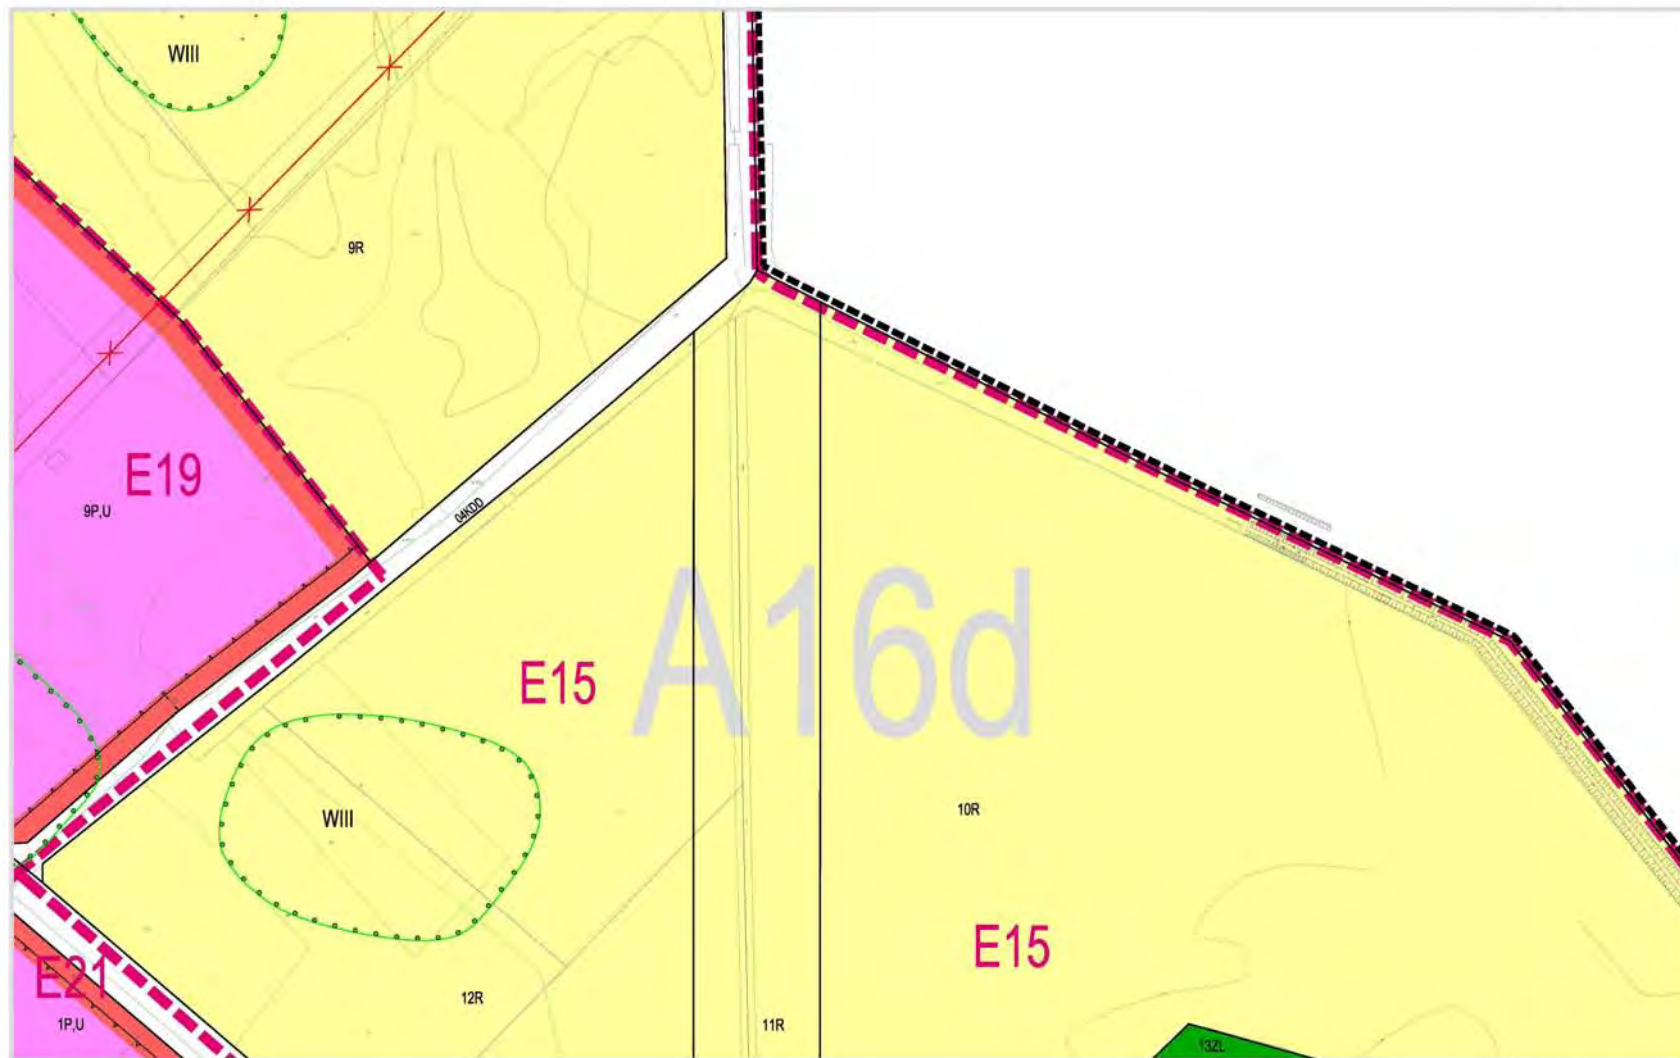 WIII
9R
E19
9P,U
04KDD
A16d
E15
WIII
10R
E15
E21
12R
1P,U
11R
13ZL